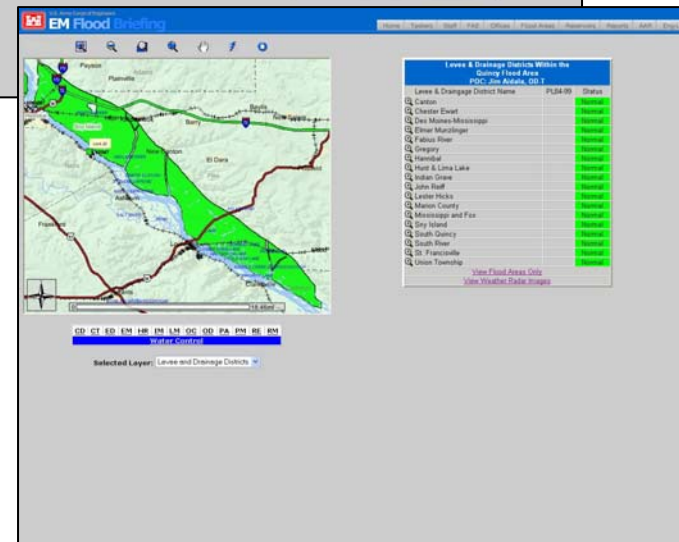 U.S. Army Corps of Engineers
EM Flood Briefing
Home Taskers Staff FAQ Offices Flood Areas Reservoirs Reports AAR
Payson
Adams
Plainville
Baylis
Barry
El Dara
Pike
Frankford
18.46mi
CD CT ED EM HR IM LM OC OD PA PM RE RM
Water Control
Selected Layer: Levee and Drainage Districts
Levee & Drainage Districts Within the
Quincy Flood Area
POC: Jim Aidala, OD-T
Levee & Draingage District Name PL84-99 Status
Canton Normal
Chester Ewart Normal
Des Moines-Mississippi Normal
Elmer Munzlinger Normal
Fabius River Normal
Gregory Normal
Hannibal Normal
Hunt & Lima Lake Normal
Indian Grave Normal
John Reiff Normal
Lester Hicks Normal
Marion County Normal
Mississippi and Fox Normal
Sny Island Normal
South Quincy Normal
South River Normal
St. Francisville Normal
Union Township Normal
View Flood Areas Only
View Weather Radar Images